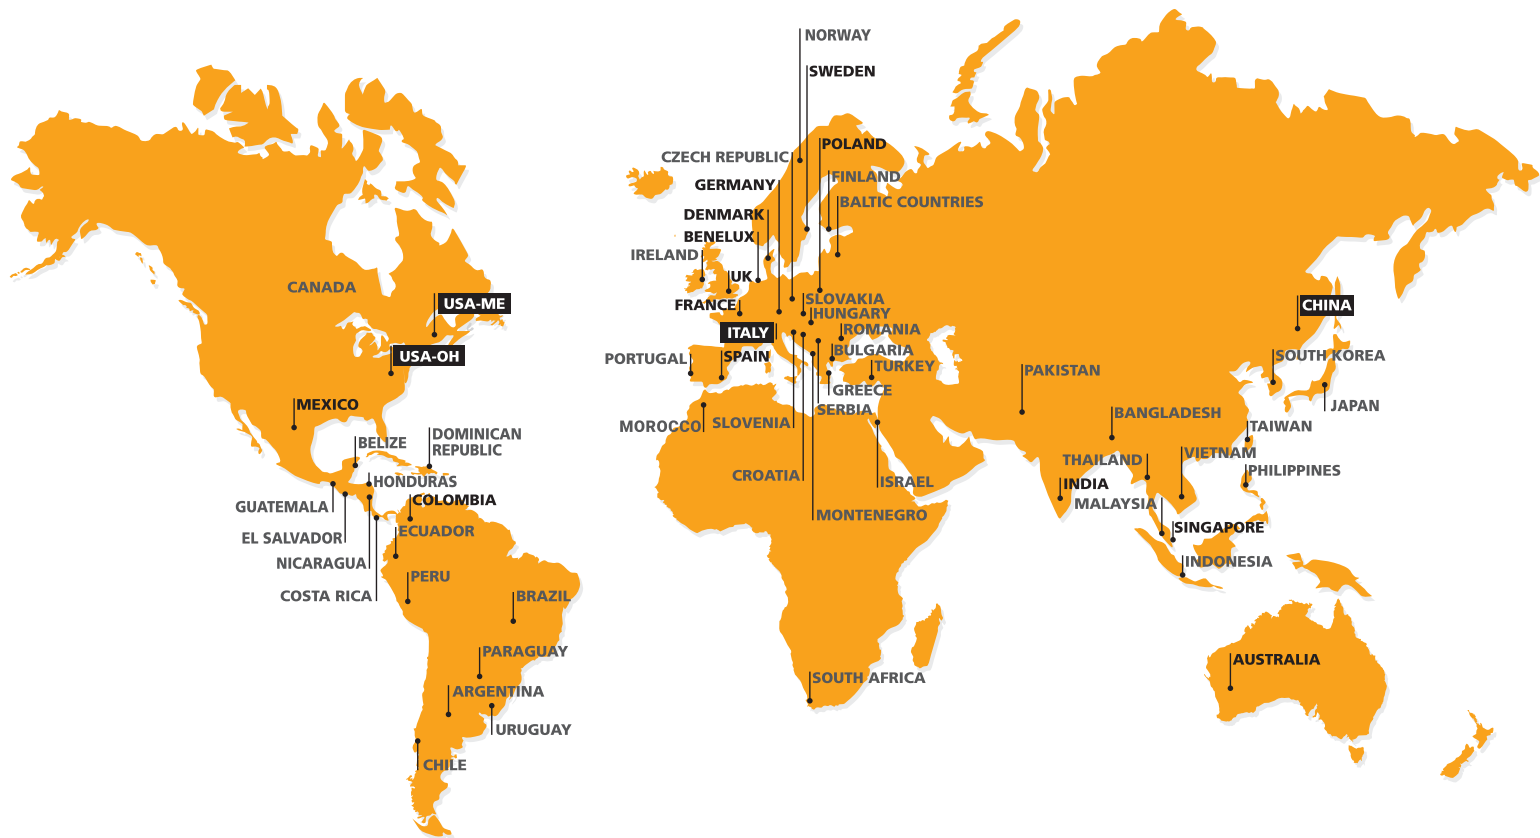 NORWAY
SWEDEN
POLAND
CZECH REPUBLIC
FINLAND
GERMANY
BALTIC COUNTRIES
DENMARK
BENELUX
IRELAND
UK
CANADA
SLOVAKIA
USA-ME
FRANCE
CHINA
HUNGARY
ROMANIA
ITALY
BULGARIA
USA-OH
PORTUGAL
SPAIN
SOUTH KOREA
TURKEY
PAKISTAN
GREECE
MEXICO
JAPAN
SERBIA
BANGLADESH
MOROCCO
SLOVENIA
TAIWAN
DOMINICAN
REPUBLIC
BELIZE
VIETNAM
THAILAND
PHILIPPINES
CROATIA
HONDURAS
ISRAEL
INDIA
COLOMBIA
MALAYSIA
GUATEMALA
MONTENEGRO
SINGAPORE
ECUADOR
EL SALVADOR
INDONESIA
NICARAGUA
PERU
COSTA RICA
BRAZIL
PARAGUAY
AUSTRALIA
SOUTH AFRICA
ARGENTINA
URUGUAY
CHILE